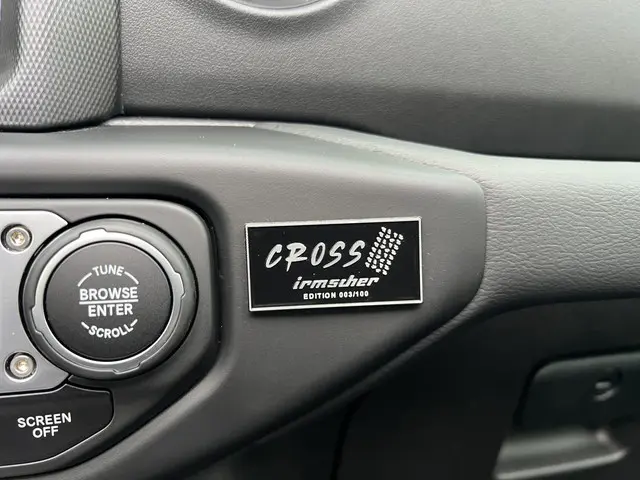 CROSS
irmscher
EDITION 003/100
TUNE
BROWSE
ENTER
SCROLL
SCREEN
OFF